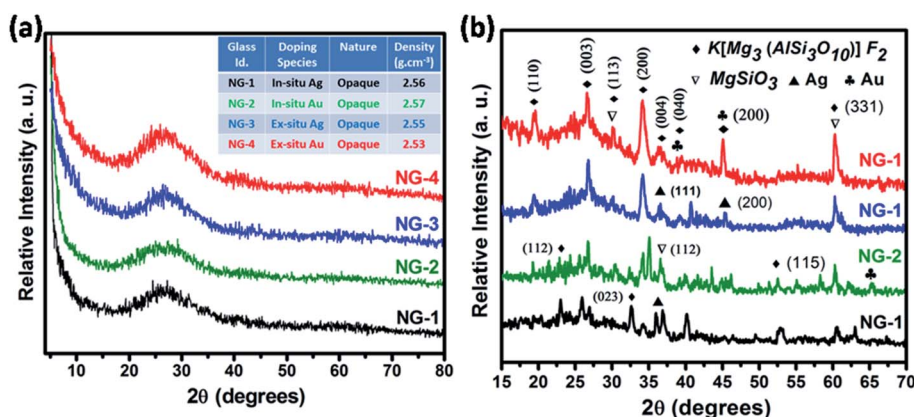 (a)
Glass Id. Doping Species Nature Density (g.cm⁻³)
NG-1 In-situ Ag Opaque 2.56
NG-2 In-situ Au Opaque 2.57
NG-3 Ex-situ Ag Opaque 2.55
NG-4 Ex-situ Au Opaque 2.53
NG-4
NG-3
NG-2
NG-1
Relative Intensity (a. u.)
10 20 30 40 50 60 70 80
2θ (degrees)
(b)
♦ K[Mg₃ (AlSi₃O₁₀)] F₂
▽ MgSiO₃ ▲ Ag ♣ Au
(110) (003) (113) (200) (004) (040) (200) (331)
NG-1
(111) (200)
NG-1
(112) (112) (115)
NG-2
(023)
NG-1
Relative Intensity (a. u.)
15 20 25 30 35 40 45 50 55 60 65 70
2θ (degrees)